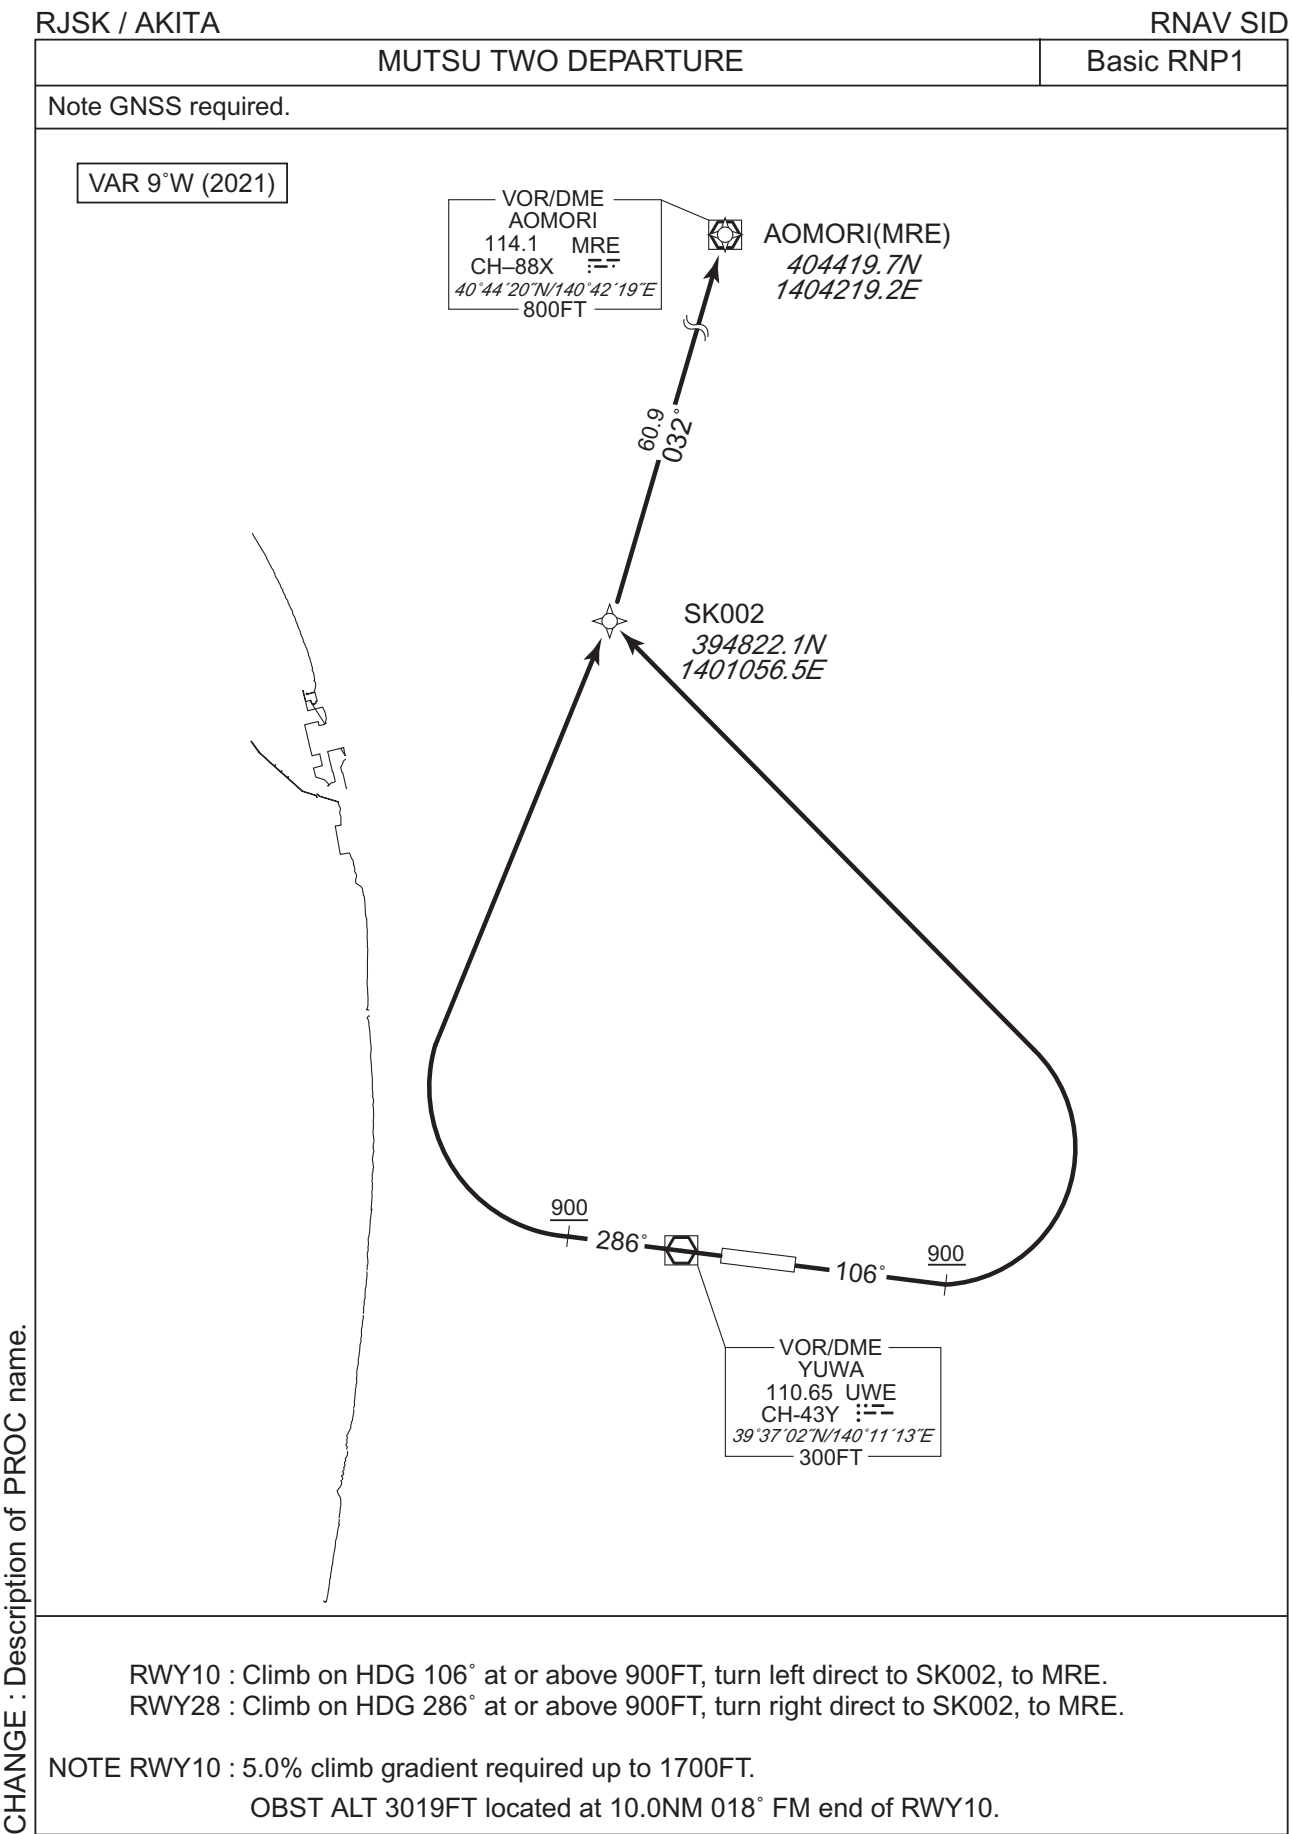 RJSK / AKITA
RNAV SID
MUTSU TWO DEPARTURE
Basic RNP1
Note GNSS required.
VAR 9˚W (2021)
VOR/DME
AOMORI
114.1 MRE
CH–88X
40˚44´20˝N/140˚42´19˝E
800FT
AOMORI(MRE)
404419.7N
1404219.2E
60.9
032˚
SK002
394822.1N
1401056.5E
900
286˚
106˚
900
VOR/DME
YUWA
110.65 UWE
CH-43Y
39˚37´02˝N/140˚11´13˝E
300FT
RWY10 : Climb on HDG 106˚ at or above 900FT, turn left direct to SK002, to MRE.
RWY28 : Climb on HDG 286˚ at or above 900FT, turn right direct to SK002, to MRE.
NOTE RWY10 : 5.0% climb gradient required up to 1700FT.
OBST ALT 3019FT located at 10.0NM 018˚ FM end of RWY10.
CHANGE : Description of PROC name.